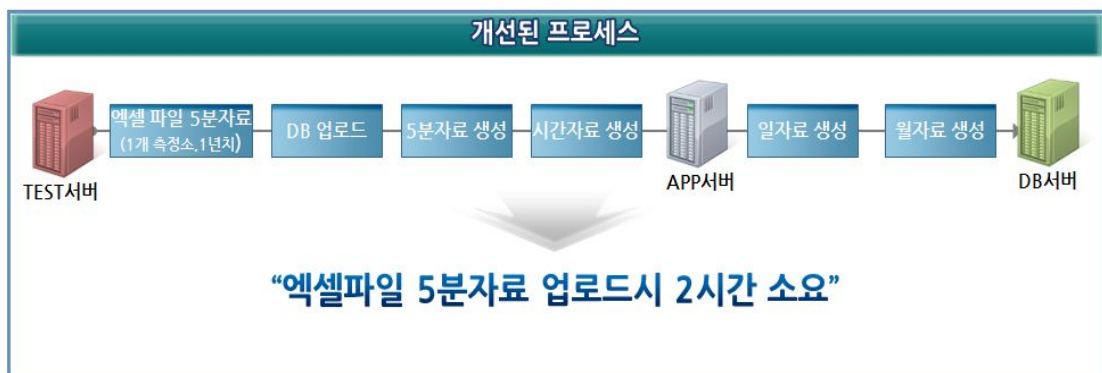 개선된 프로세스
엑셀 파일 5분자료
(1개 측정소,1년치)
DB 업로드
5분자료 생성
시간자료 생성
일자료 생성
월자료 생성
TEST서버
APP서버
DB서버
“엑셀파일 5분자료 업로드시 2시간 소요”